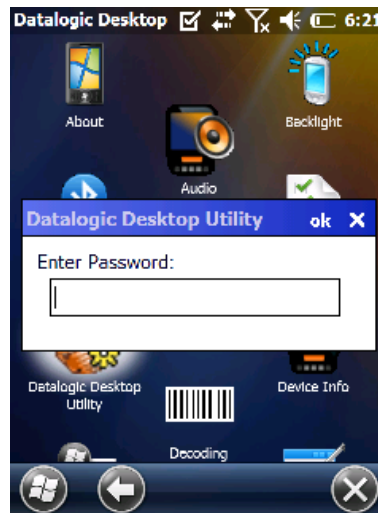 Datalogic Desktop 6:21
About
Backlight
Audio
Datalogic Desktop Utility ok
Enter Password:
Datalogic Desktop
Utility
Device Info
Decoding